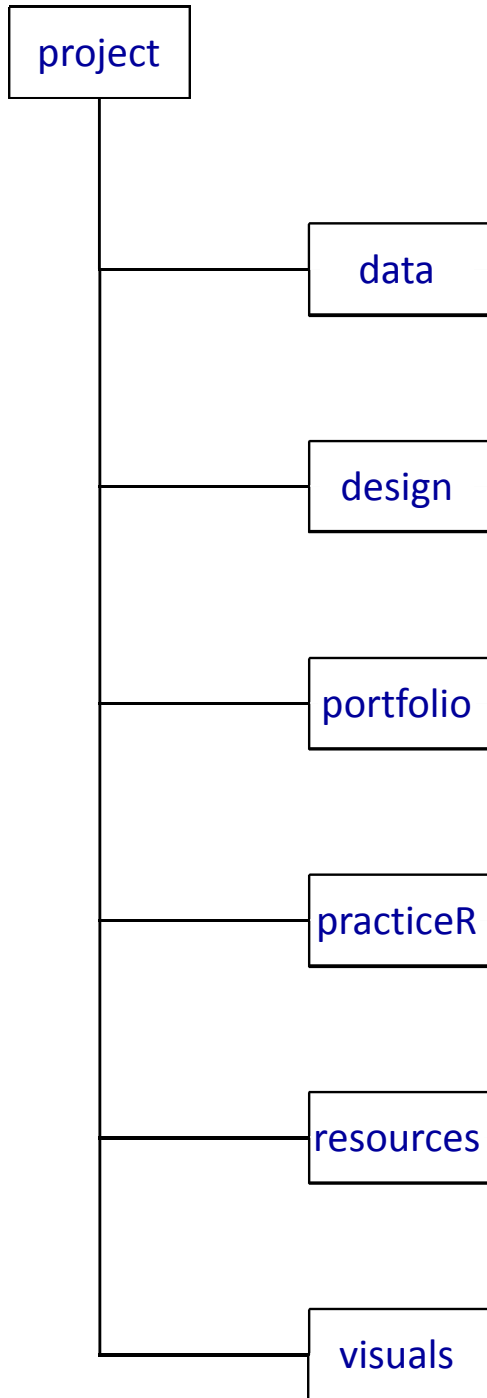 project
data
design
portfolio
practiceR
resources
visuals